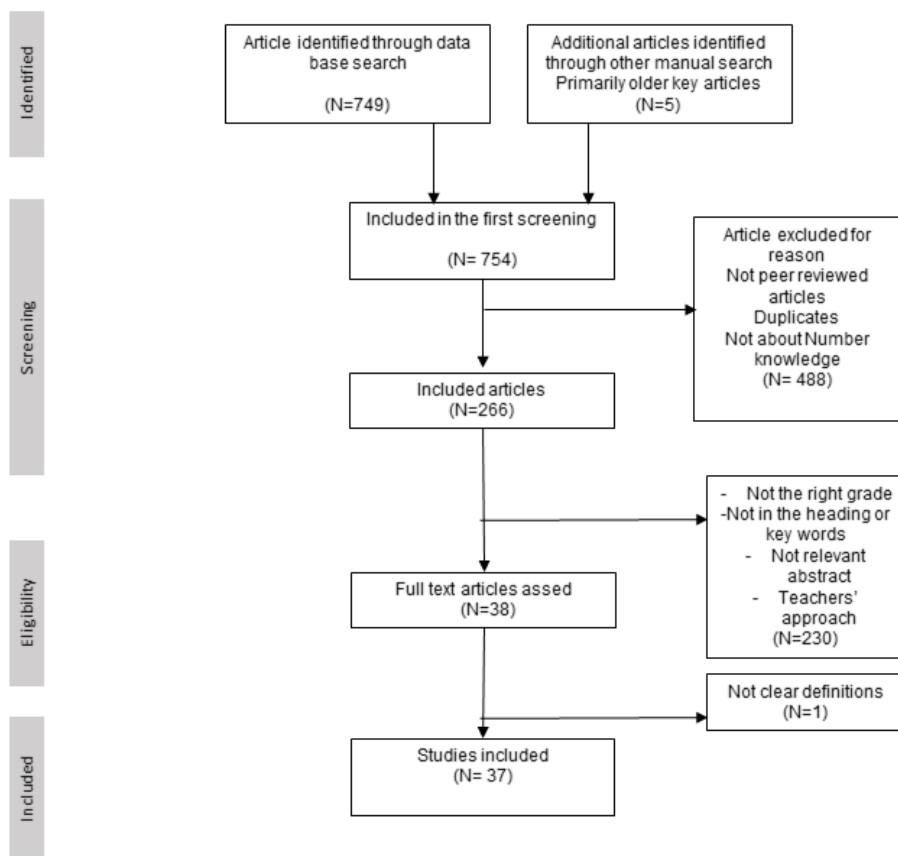 Identified
Article identified through data
base search
(N=749)
Additional articles identified
through other manual search
Primarily older key articles
(N=5)
Screening
Included in the first screening
(N= 754)
Article excluded for
reason
Not peer reviewed
articles
Duplicates
Not about Number
knowledge
(N= 488)
Included articles
(N=266)
- Not the right grade
-Not in the heading or
key words
- Not relevant
abstract
- Teachers’
approach
(N=230)
Eligibility
Full text articles assed
(N=38)
Not clear definitions
(N=1)
Included
Studies included
(N= 37)